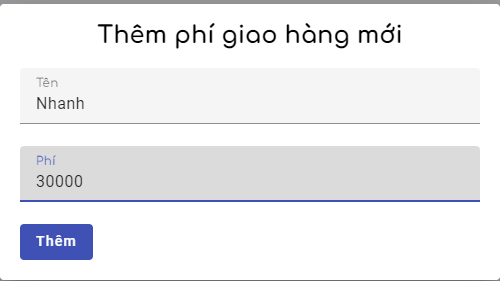 Thêm phí giao hàng mới
Tên
Nhanh
Phí
30000
Thêm